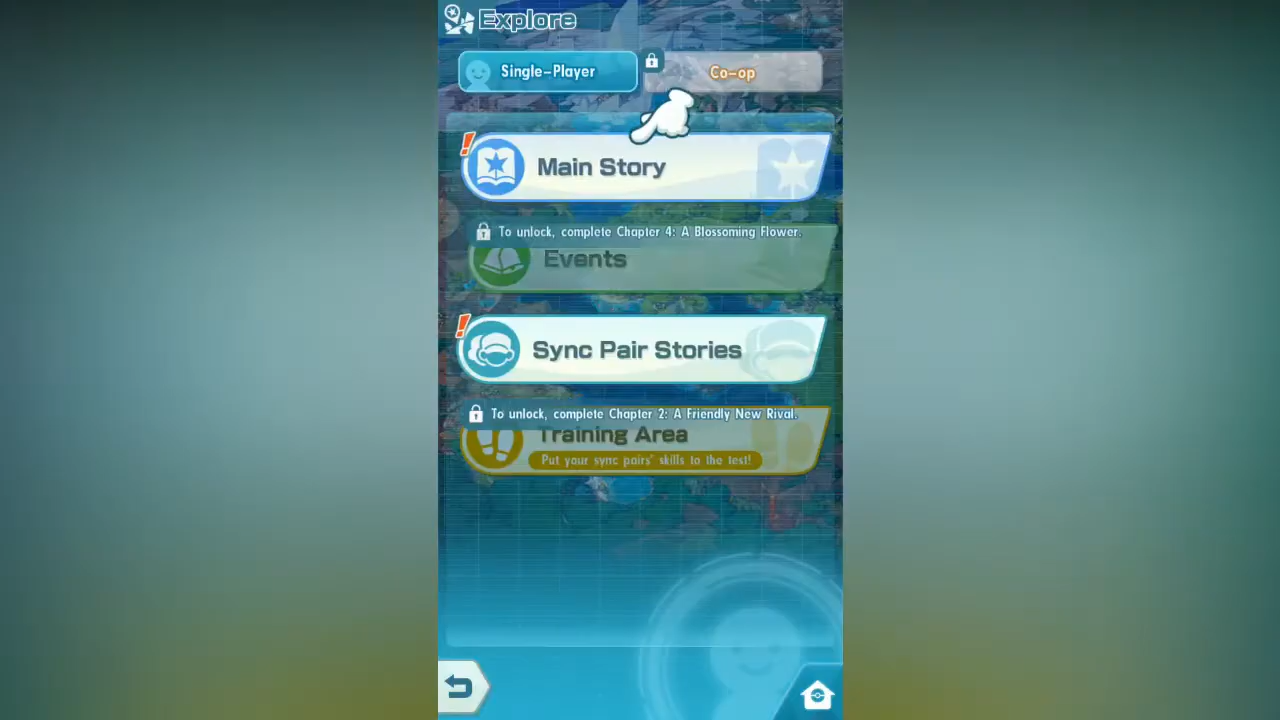 Explore
Single-Player
Co-op
Main Story
To unlock, complete Chapter 4: A Blossoming Flower.
Events
Sync Pair Stories
To unlock, complete Chapter 2: A Friendly New Rival.
Training Area
Put your sync pairs' skills to the test!